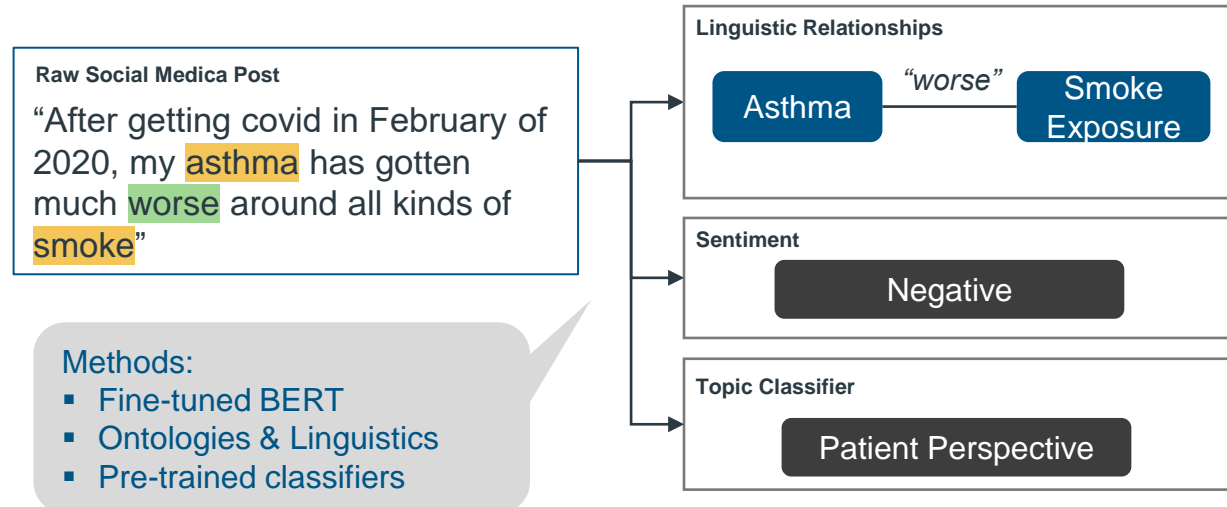 Raw Social Medica Post
“After getting covid in February of
2020, my asthma has gotten
much worse around all kinds of
smoke”
Methods:
▪ Fine-tuned BERT
▪ Ontologies & Linguistics
▪ Pre-trained classifiers
Linguistic Relationships
Asthma
“worse”
Smoke
Exposure
Sentiment
Negative
Topic Classifier
Patient Perspective